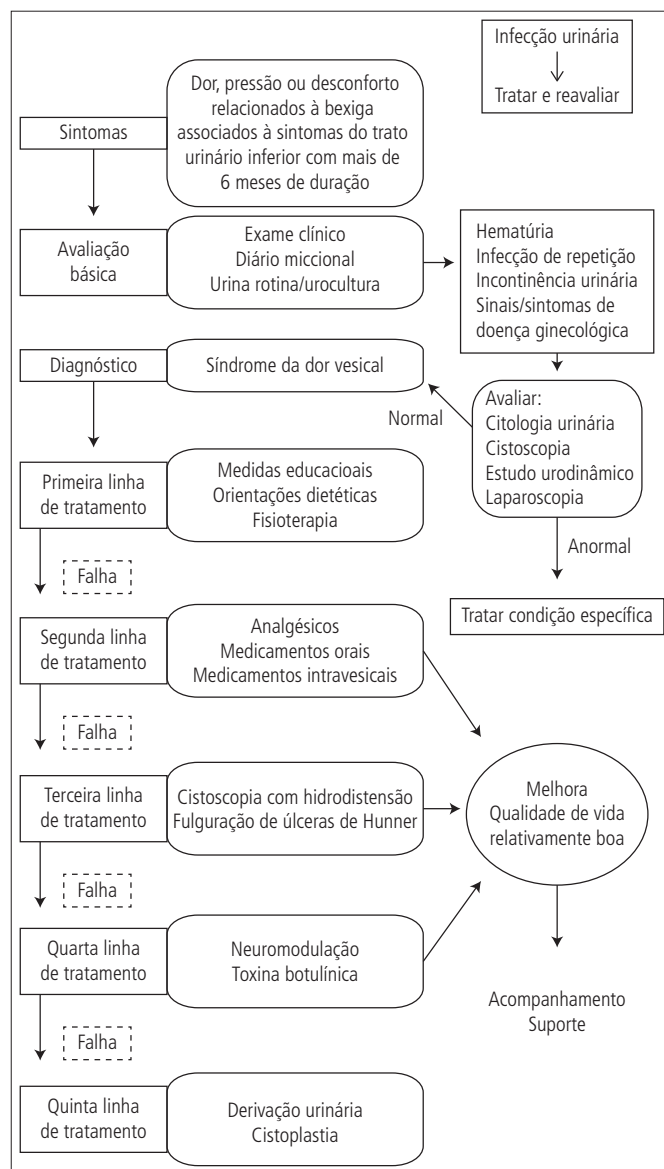 Infecção urinária
Tratar e reavaliar
Sintomas
Dor, pressão ou desconforto
relacionados à bexiga
associados à sintomas do trato
urinário inferior com mais de
6 meses de duração
Avaliação
básica
Exame clínico
Diário miccional
Urina rotina/urocultura
Hematúria
Infecção de repetição
Incontinência urinária
Sinais/sintomas de
doença ginecológica
Diagnóstico
Síndrome da dor vesical
Normal
Avaliar:
Citologia urinária
Cistoscopia
Estudo urodinâmico
Laparoscopia
Anormal
Tratar condição específica
Primeira linha
de tratamento
Medidas educacioais
Orientações dietéticas
Fisioterapia
Falha
Segunda linha
de tratamento
Analgésicos
Medicamentos orais
Medicamentos intravesicais
Falha
Terceira linha
de tratamento
Cistoscopia com hidrodistensão
Fulguração de úlceras de Hunner
Melhora
Qualidade de vida
relativamente boa
Falha
Quarta linha
de tratamento
Neuromodulação
Toxina botulínica
Acompanhamento
Suporte
Falha
Quinta linha
de tratamento
Derivação urinária
Cistoplastia